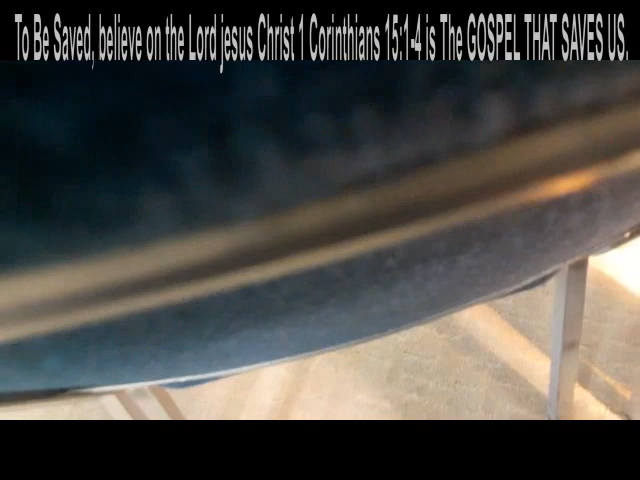 To Be Saved, believe on the Lord jesus Christ 1 Corinthians 15:1-4 is The GOSPEL THAT SAVES US.